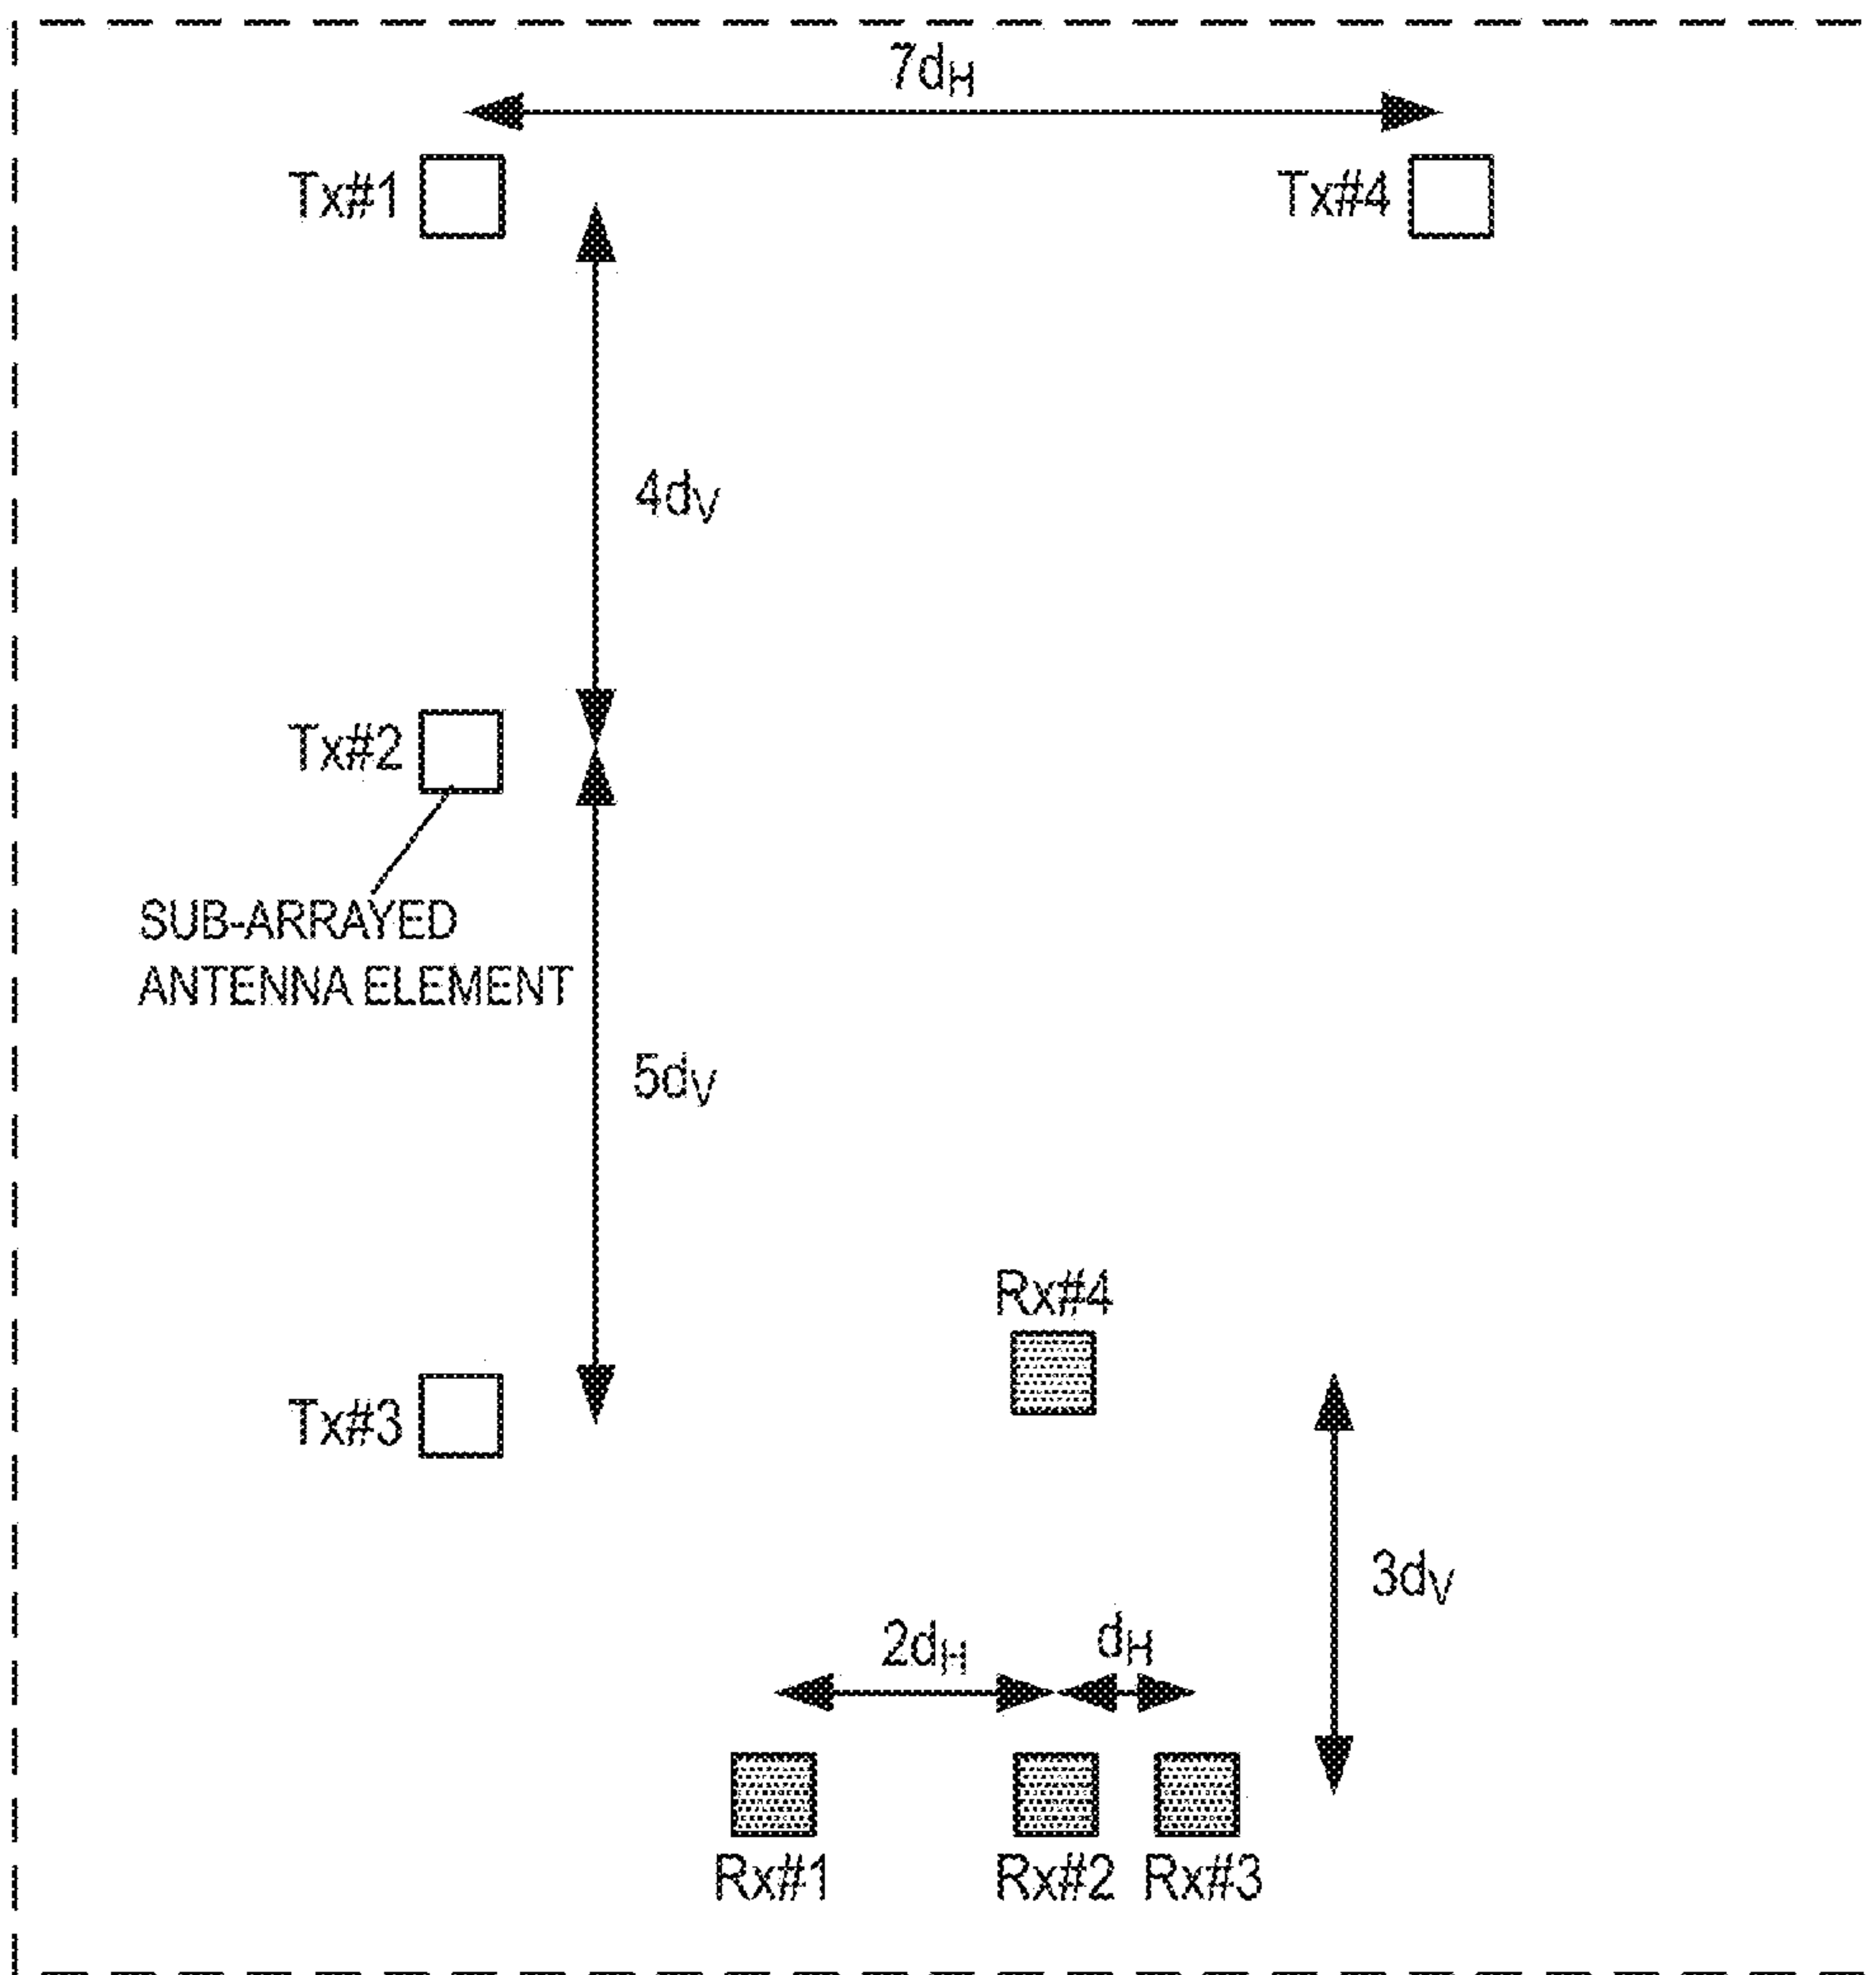 7dH
Tx#1
Tx#4
4dV
Tx#2
SUB-ARRAYED
ANTENNA ELEMENT
5dV
Rx#4
Tx#3
3dV
2dH
dH
Rx#1
Rx#2
Rx#3